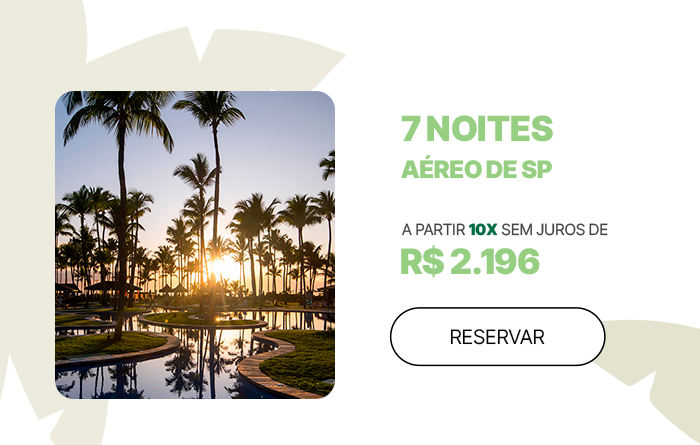 7 NOITES
AÉREO DE SP
A PARTIR 10X SEM JUROS DE
R$ 2.196
RESERVAR